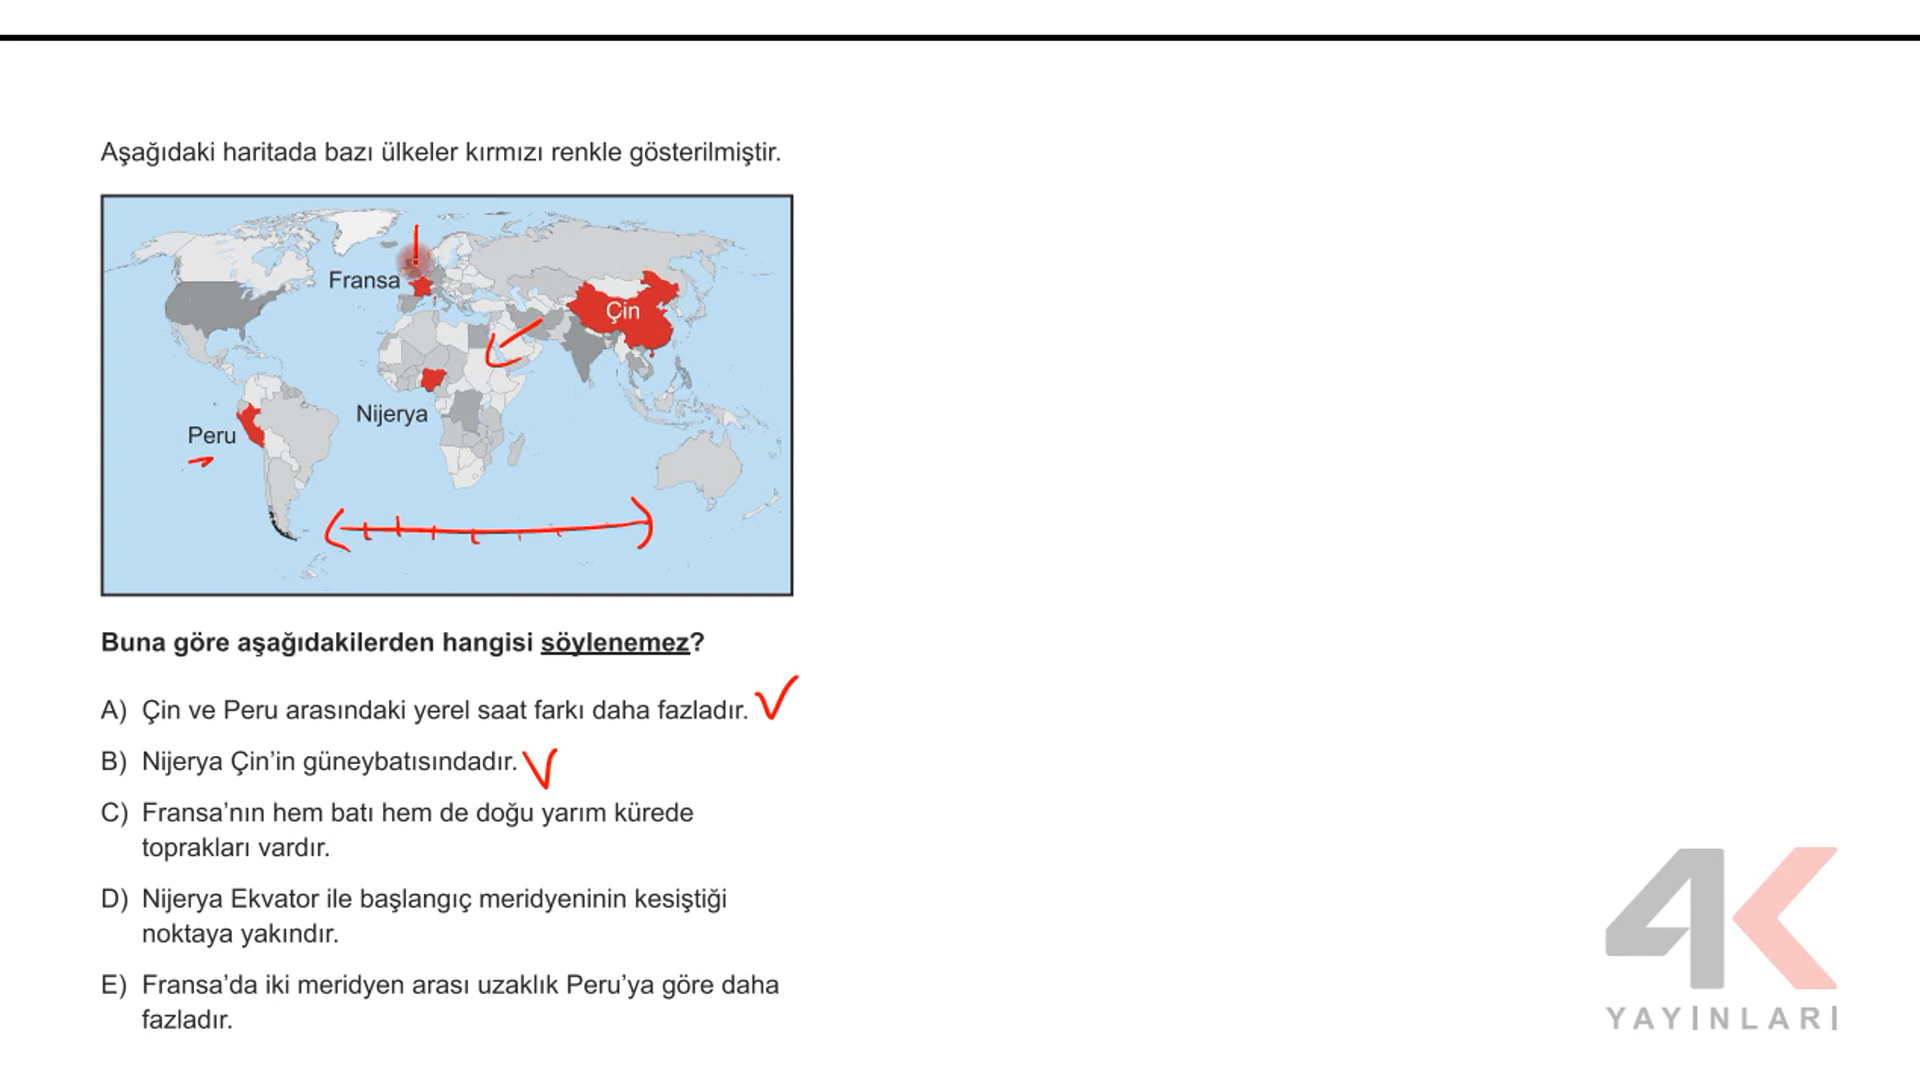 Aşağıdaki haritada bazı ülkeler kırmızı renkle gösterilmiştir.
Fransa
Çin
Nijerya
Peru
Buna göre aşağıdakilerden hangisi söylenemez?
A) Çin ve Peru arasındaki yerel saat farkı daha fazladır.
B) Nijerya Çin’in güneybatısındadır.
C) Fransa’nın hem batı hem de doğu yarım kürede
toprakları vardır.
D) Nijerya Ekvator ile başlangıç meridyeninin kesiştiği
noktaya yakındır.
E) Fransa’da iki meridyen arası uzaklık Peru’ya göre daha
fazladır.
4K
YAYINLARI